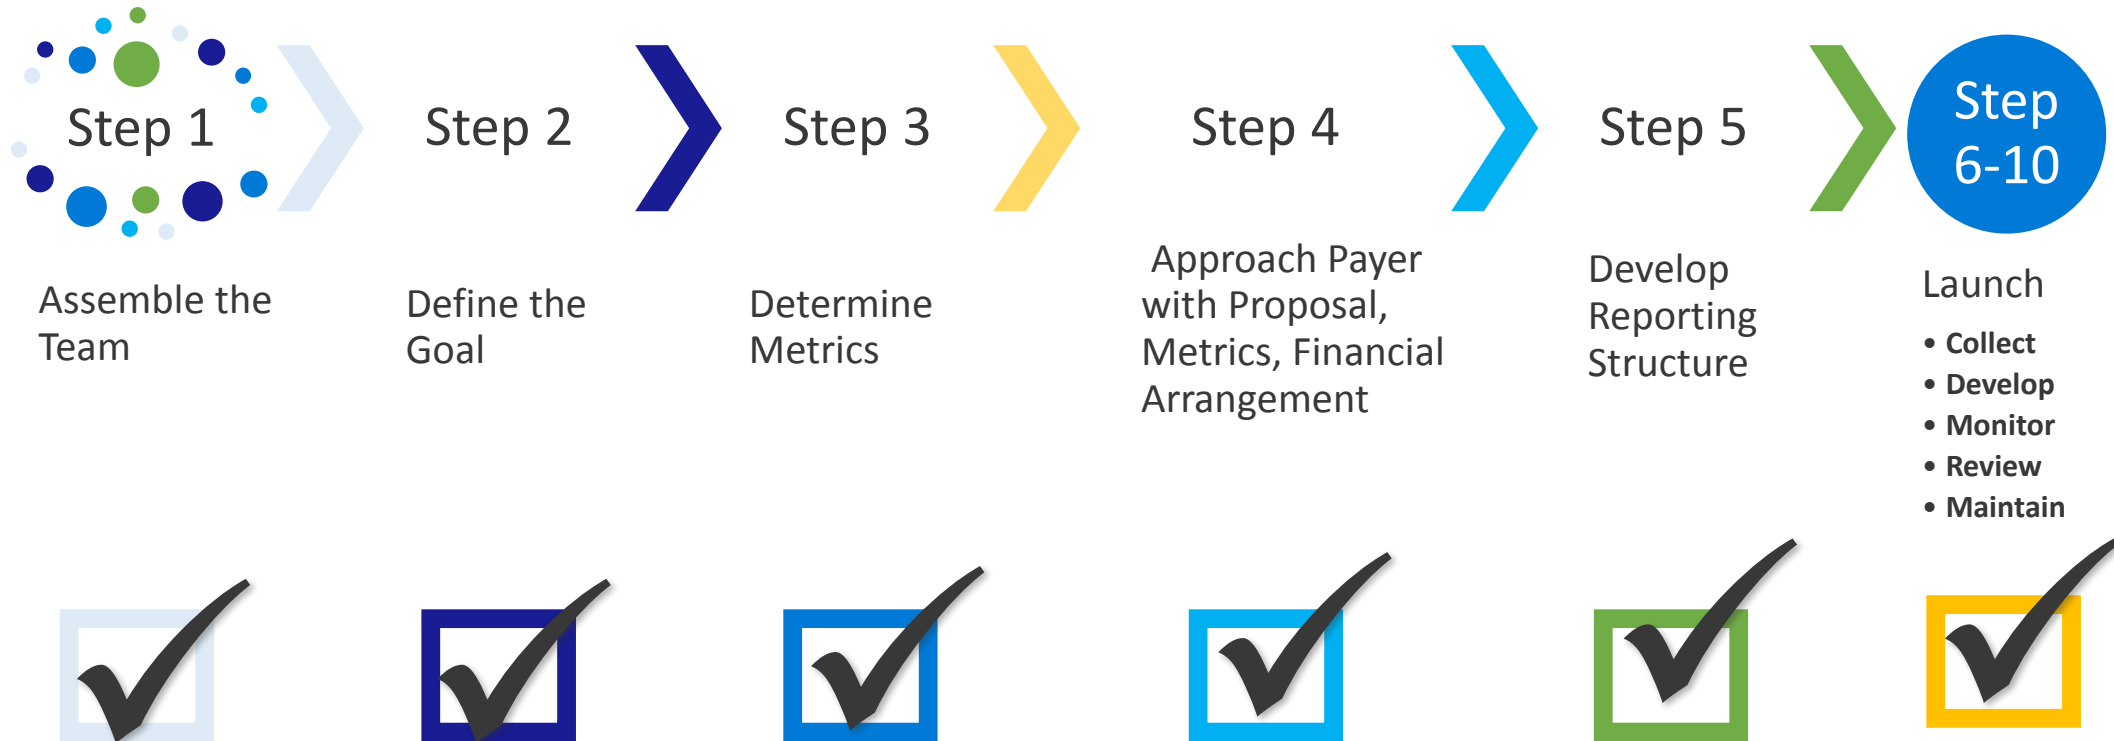 Step 1
Step 2
Step 3
Step 4
Step 5
Step
6-10
Assemble the
Team
Define the
Goal
Determine
Metrics
Approach Payer
with Proposal,
Metrics, Financial
Arrangement
Develop
Reporting
Structure
Launch
• Collect
• Develop
• Monitor
• Review
• Maintain